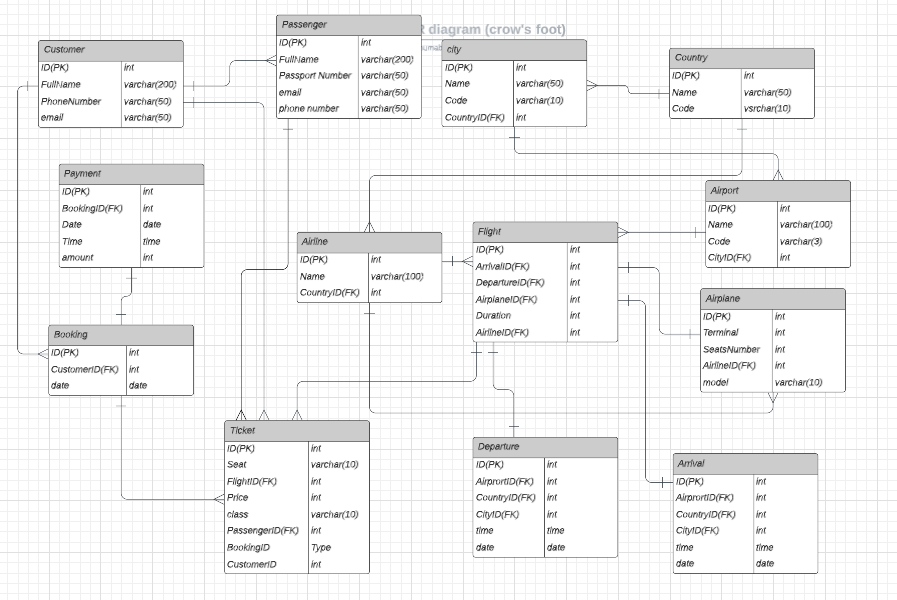 R diagram (crow's foot)
Customer
ID(PK) int
FullName varchar(200)
PhoneNumber varchar(50)
email varchar(50)
Passenger
ID(PK) int
FullName varchar(200)
Passport Number varchar(50)
email varchar(50)
phone number varchar(50)
city
ID(PK) int
Name varchar(50)
Code varchar(10)
CountryID(FK) int
Country
ID(PK) int
Name varchar(50)
Code vsrchar(10)
Payment
ID(PK) int
BookingID(FK) int
Date date
Time time
amount int
Airport
ID(PK) int
Name varchar(100)
Code varchar(3)
CityID(FK) int
Airline
ID(PK) int
Name varchar(100)
CountryID(FK) int
Flight
ID(PK) int
ArrivalID(FK) int
DepartureID(FK) int
AirplaneID(FK) int
Duration int
AirlineID(FK) int
Airplane
ID(PK) int
Terminal int
SeatsNumber int
AirlineID(FK) int
model varchar(10)
Booking
ID(PK) int
CustomerID(FK) int
date date
Ticket
ID(PK) int
Seat varchar(10)
FlightID(FK) int
Price int
class varchar(10)
PassengerID(FK) int
BookingID Type
CustomerID int
Departure
ID(PK) int
AirprortID(FK) int
CountryID(FK) int
CityID(FK) int
time time
date date
Arrival
ID(PK) int
AirprortID(FK) int
CountryID(FK) int
CityID(FK) int
time time
date date